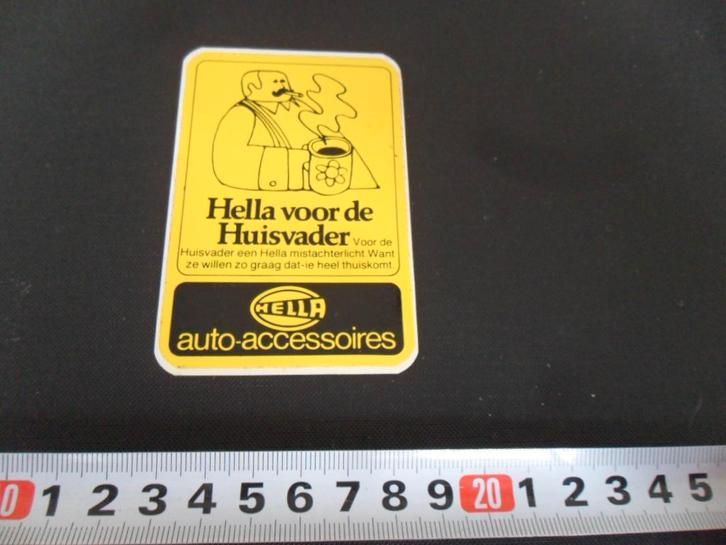 Hella voor de
Huisvader Voor de
Huisvader een Hella mistachterlicht. Want
ze willen zo graag dat-ie heel thuiskomt.
HELLA
auto-accessoires
0 1 2 3 4 5 6 7 8 9 20 1 2 3 4 5